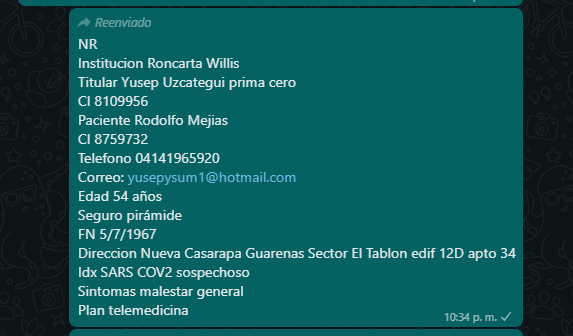 Reenviado
NR
Institucion Roncarta Willis
Titular Yusep Uzcategui prima cero
CI 8109956
Paciente Rodolfo Mejias
CI 8759732
Telefono 04141965920
Correo: yusepysum1@hotmail.com
Edad 54 años
Seguro pirámide
FN 5/7/1967
Direccion Nueva Casarapa Guarenas Sector El Tablon edif 12D apto 34
Idx SARS COV2 sospechoso
Sintomas malestar general
Plan telemedicina
10:34 p. m.